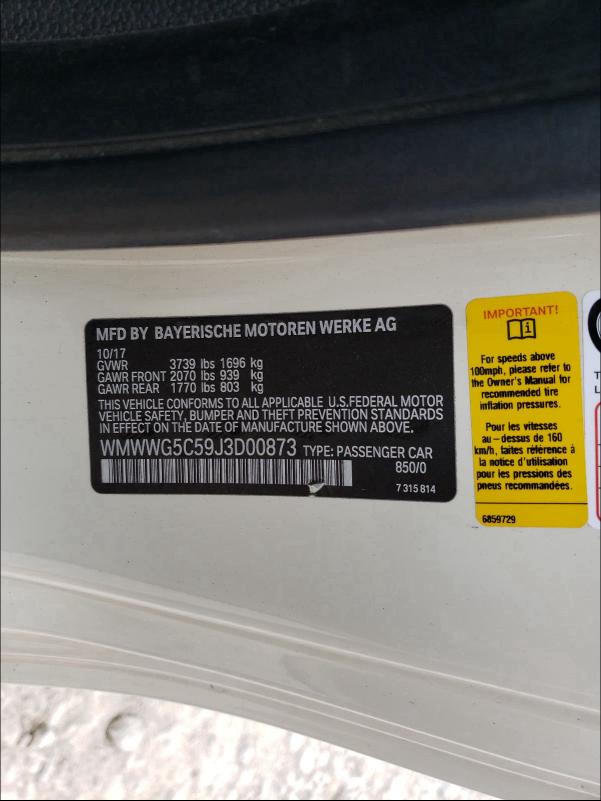 MFD BY BAYERISCHE MOTOREN WERKE AG
10/17
GVWR 3739 lbs 1696 kg
GAWR FRONT 2070 lbs 939 kg
GAWR REAR 1770 lbs 803 kg
THIS VEHICLE CONFORMS TO ALL APPLICABLE U.S.FEDERAL MOTOR
VEHICLE SAFETY, BUMPER AND THEFT PREVENTION STANDARDS
IN EFFECT ON THE DATE OF MANUFACTURE SHOWN ABOVE.
WMWWG5C59J3D00873 TYPE: PASSENGER CAR
850/0
7 315 814
IMPORTANT!
i
For speeds above
100mph, please refer to
the Owner's Manual for
recommended tire
inflation pressures.
Pour les vitesses
au-dessus de 160
km/h, faites référence à
la notice d'utilisation
pour les pressions des
pneus recommandées.
6859729